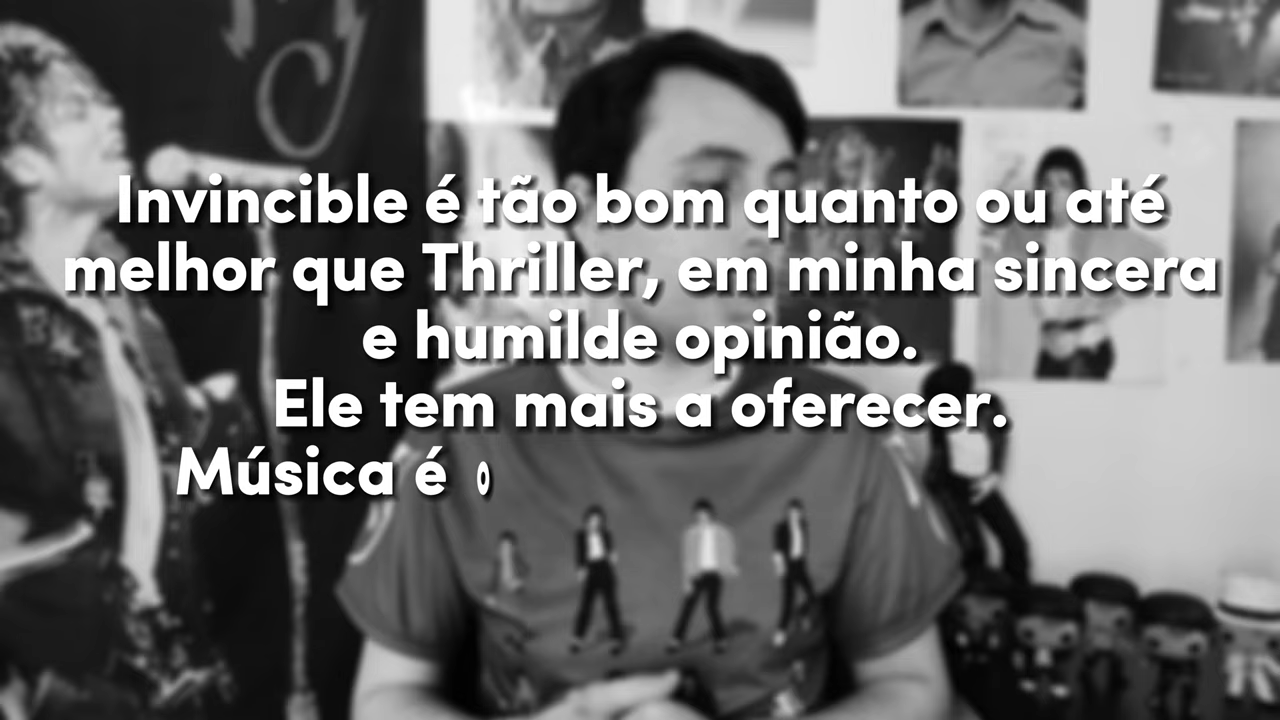 Invincible é tão bom quanto ou até
melhor que Thriller, em minha sincera
e humilde opinião.
Ele tem mais a oferecer.
Música é o